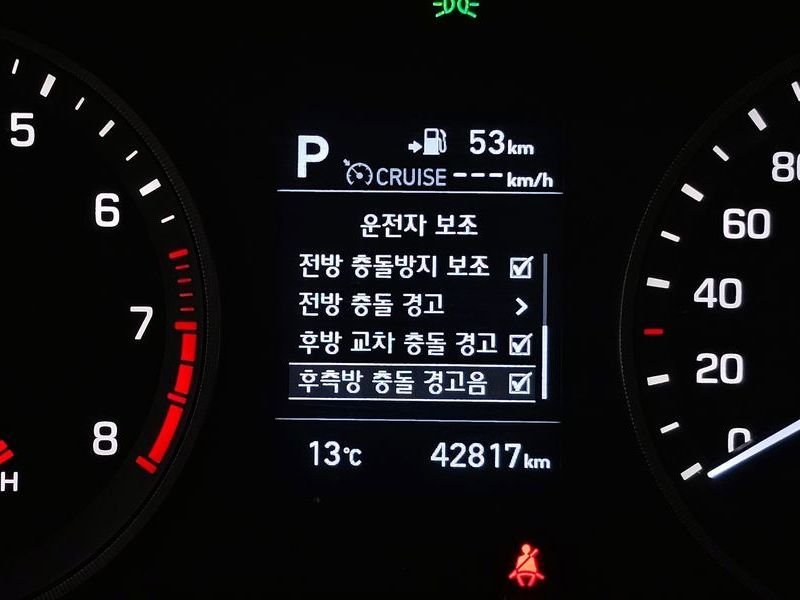 P 53km
CRUISE ---km/h
운전자 보조
전방 충돌방지 보조
전방 충돌 경고 >
후방 교차 충돌 경고
후측방 충돌 경고음
13°C 42817km
5
6
7
8
H
80
60
40
20
0